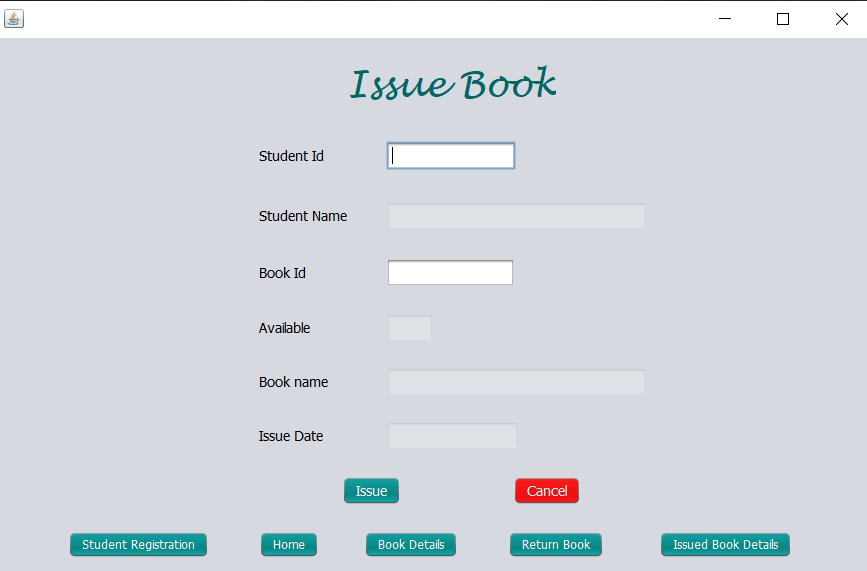 Issue Book
Student Id
Student Name
Book Id
Available
Book name
Issue Date
Issue Cancel
Student Registration Home Book Details Return Book Issued Book Details